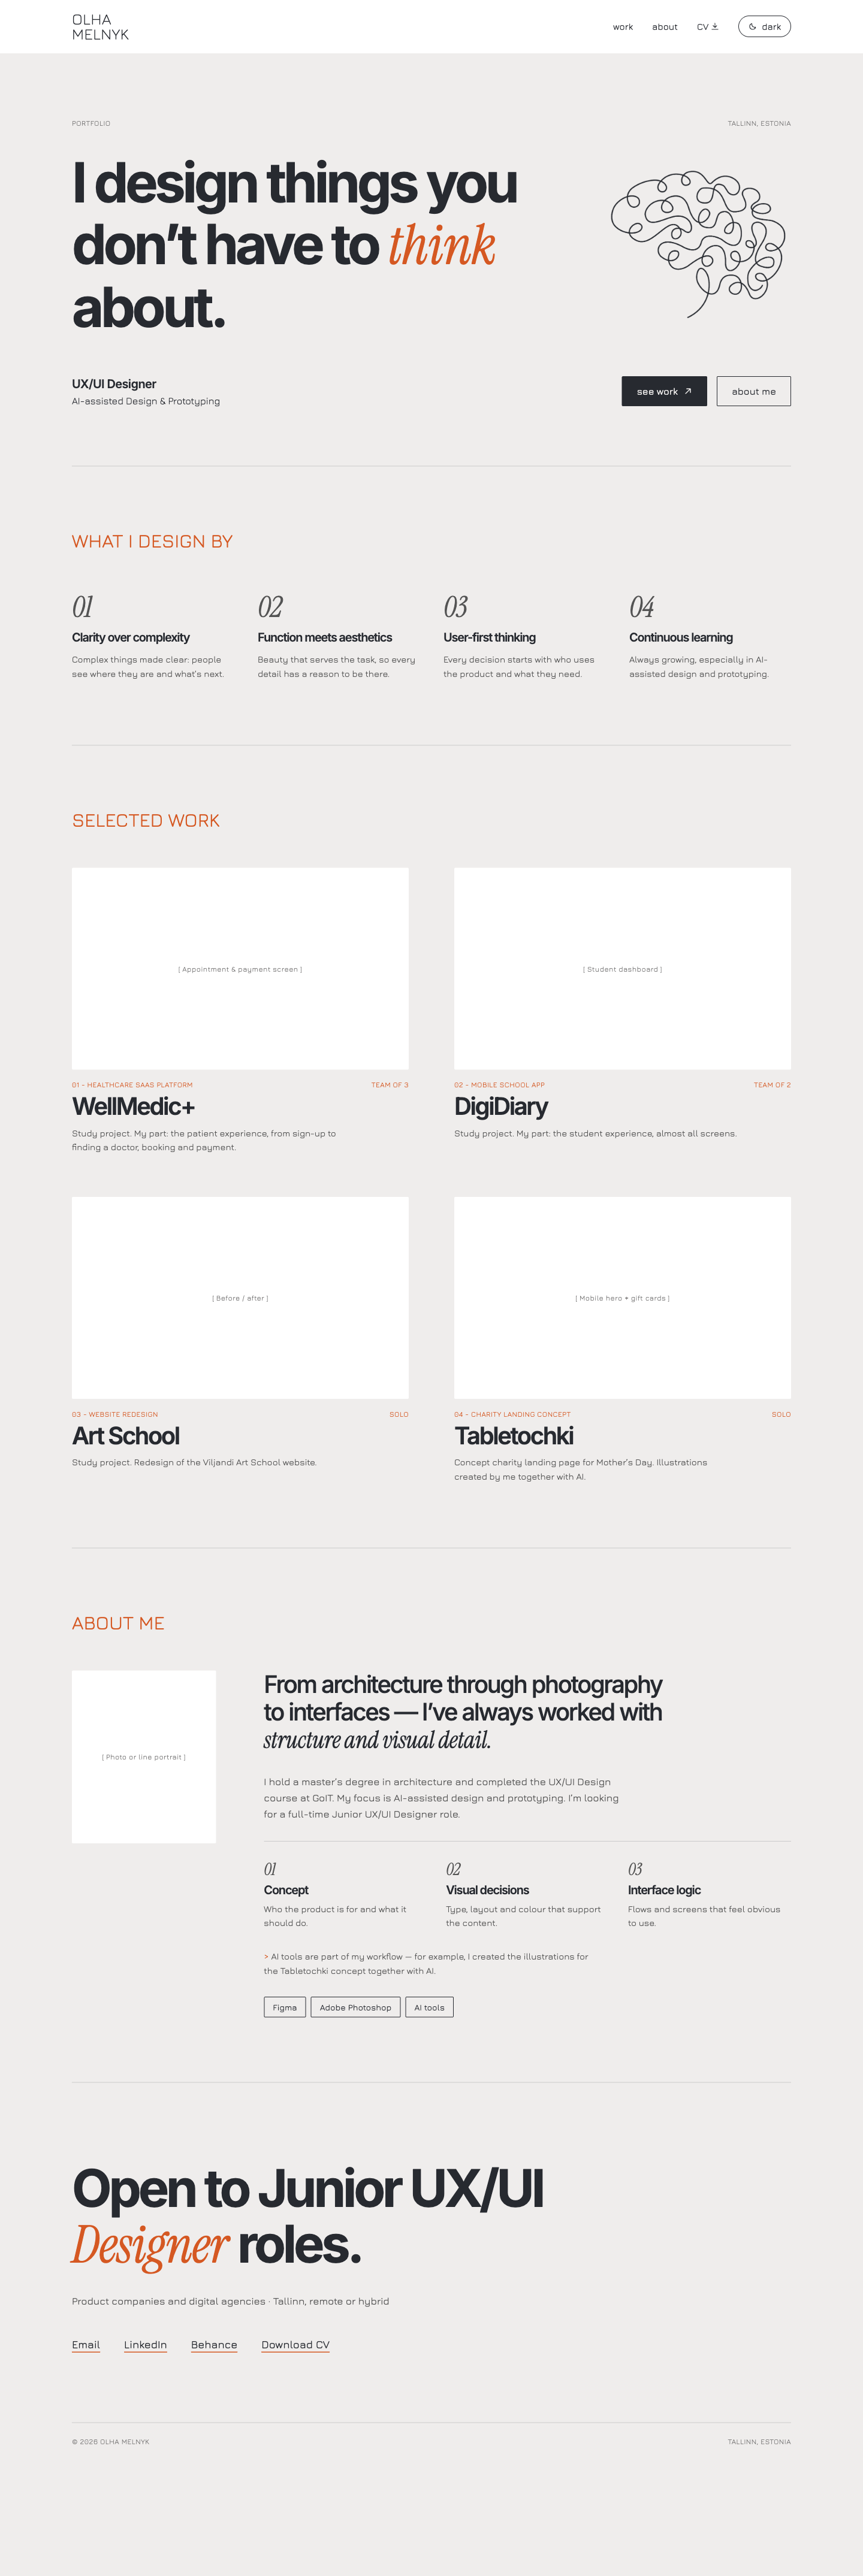 OLHA
MELNYK
work about CV dark
PORTFOLIO TALLINN, ESTONIA
I design things you
don't have to think
about.
UX/UI Designer
AI-assisted Design & Prototyping
see work ↗ about me
WHAT I DESIGN BY
01
Clarity over complexity
Complex things made clear: people
see where they are and what's next.
02
Function meets aesthetics
Beauty that serves the task, so every
detail has a reason to be there.
03
User-first thinking
Every decision starts with who uses
the product and what they need.
04
Continuous learning
Always growing, especially in AI-
assisted design and prototyping.
SELECTED WORK
[ Appointment & payment screen ]
01 – HEALTHCARE SAAS PLATFORM TEAM OF 3
WellMedic+
Study project. My part: the patient experience, from sign-up to
finding a doctor, booking and payment.
[ Student dashboard ]
02 – MOBILE SCHOOL APP TEAM OF 2
DigiDiary
Study project. My part: the student experience, almost all screens.
[ Before / after ]
03 – WEBSITE REDESIGN SOLO
Art School
Study project. Redesign of the Viljandi Art School website.
[ Mobile hero + gift cards ]
04 – CHARITY LANDING CONCEPT SOLO
Tabletochki
Concept charity landing page for Mother's Day. Illustrations
created by me together with AI.
ABOUT ME
[ Photo or line portrait ]
From architecture through photography
to interfaces — I've always worked with
structure and visual detail.
I hold a master's degree in architecture and completed the UX/UI Design
course at GoIT. My focus is AI-assisted design and prototyping. I'm looking
for a full-time Junior UX/UI Designer role.
01
Concept
Who the product is for and what it
should do.
02
Visual decisions
Type, layout and colour that support
the content.
03
Interface logic
Flows and screens that feel obvious
to use.
> AI tools are part of my workflow — for example, I created the illustrations for
the Tabletochki concept together with AI.
Figma Adobe Photoshop AI tools
Open to Junior UX/UI
Designer roles.
Product companies and digital agencies · Tallinn, remote or hybrid
Email LinkedIn Behance Download CV
© 2026 OLHA MELNYK TALLINN, ESTONIA